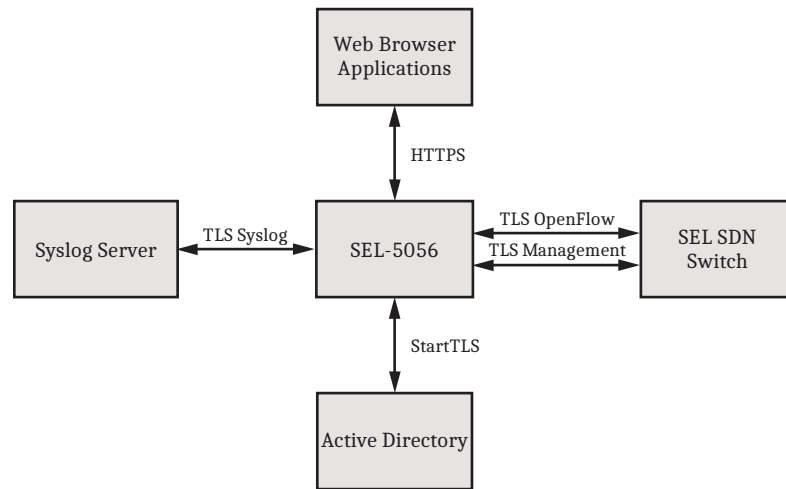 Web Browser
Applications
HTTPS
Syslog Server
TLS Syslog
SEL-5056
TLS OpenFlow
TLS Management
SEL SDN
Switch
StartTLS
Active Directory